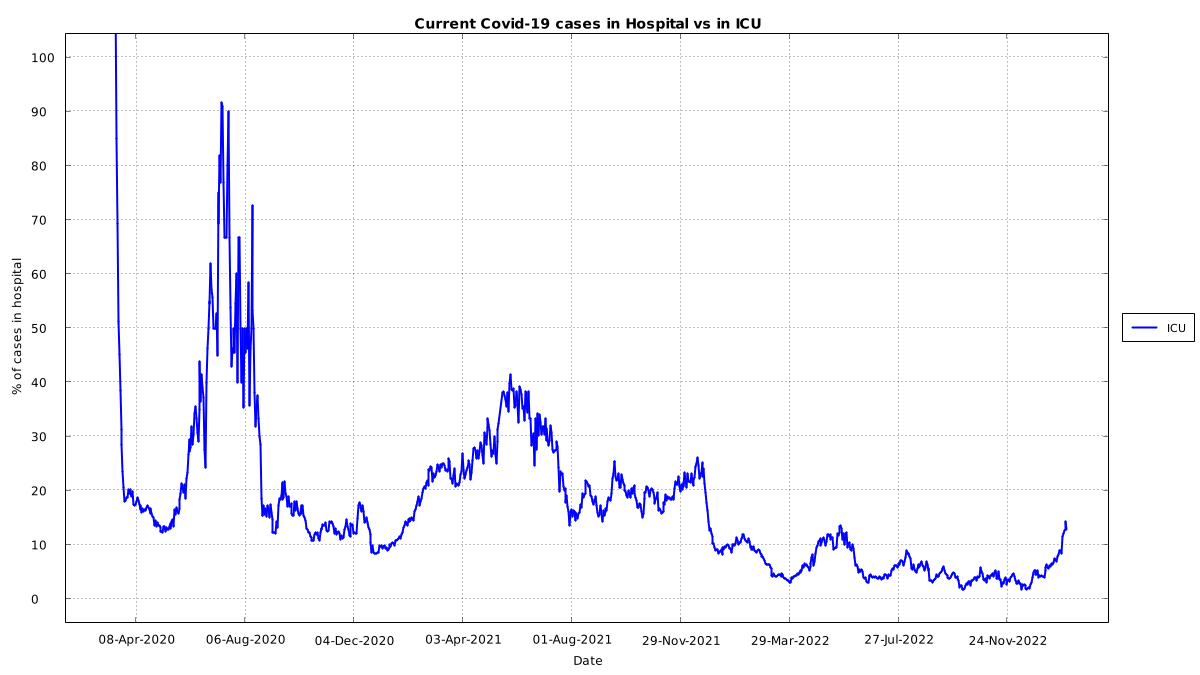 Current Covid-19 cases in Hospital vs in ICU
100
90
80
70
60
50
40
30
20
10
0
% of cases in hospital
ICU
08-Apr-2020 06-Aug-2020 04-Dec-2020 03-Apr-2021 01-Aug-2021 29-Nov-2021 29-Mar-2022 27-Jul-2022 24-Nov-2022
Date